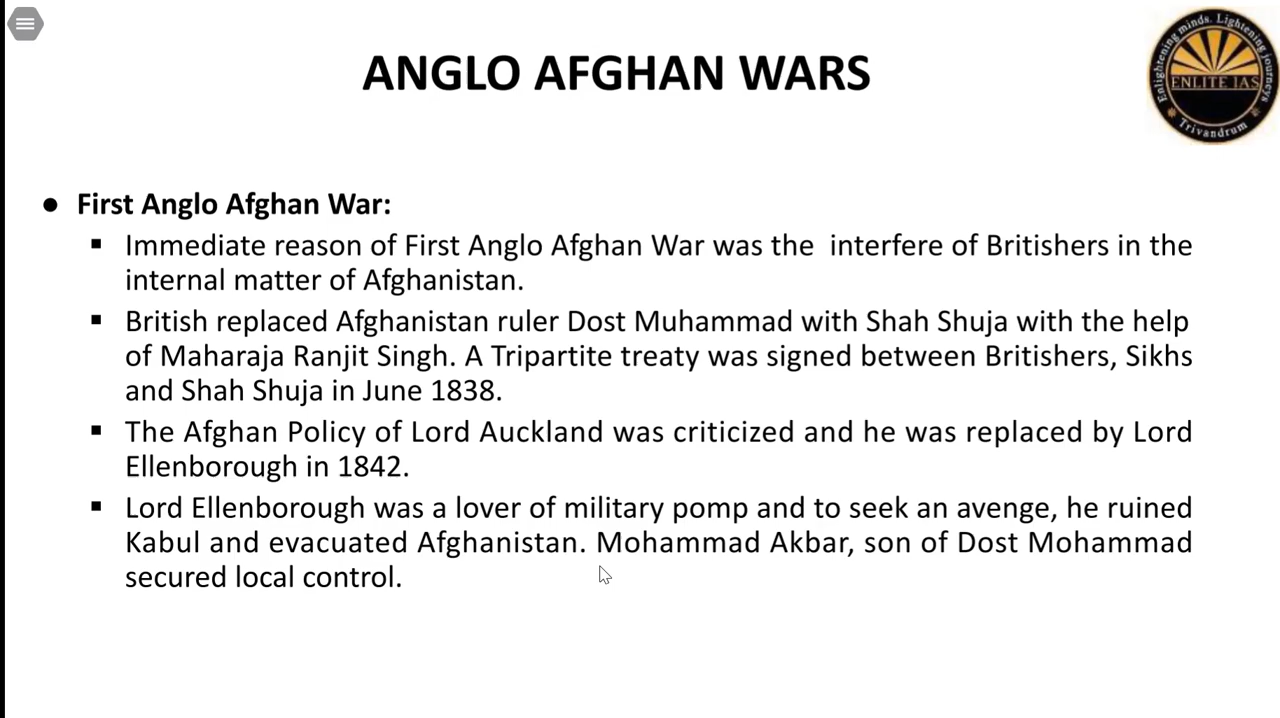 ANGLO AFGHAN WARS
Enlightening minds. Lightening journeys
ENLITE IAS
Trivandrum
● First Anglo Afghan War:
▪ Immediate reason of First Anglo Afghan War was the interfere of Britishers in the
internal matter of Afghanistan.
▪ British replaced Afghanistan ruler Dost Muhammad with Shah Shuja with the help
of Maharaja Ranjit Singh. A Tripartite treaty was signed between Britishers, Sikhs
and Shah Shuja in June 1838.
▪ The Afghan Policy of Lord Auckland was criticized and he was replaced by Lord
Ellenborough in 1842.
▪ Lord Ellenborough was a lover of military pomp and to seek an avenge, he ruined
Kabul and evacuated Afghanistan. Mohammad Akbar, son of Dost Mohammad
secured local control.